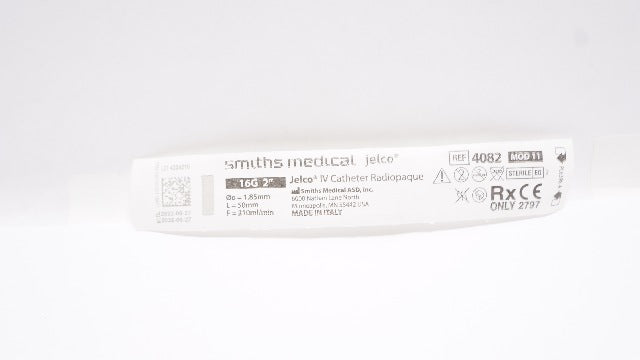 smiths medical jelco®
REF 4082 MOD 11
16G 2"
Jelco® IV Catheter Radiopaque
Øo = 1.85mm
L = 50mm
F = 210ml/min
Smiths Medical ASD, Inc.
6000 Nathan Lane North
Minneapolis, MN 55442 USA
MADE IN ITALY
STERILE EO
Rx CE
ONLY 2797